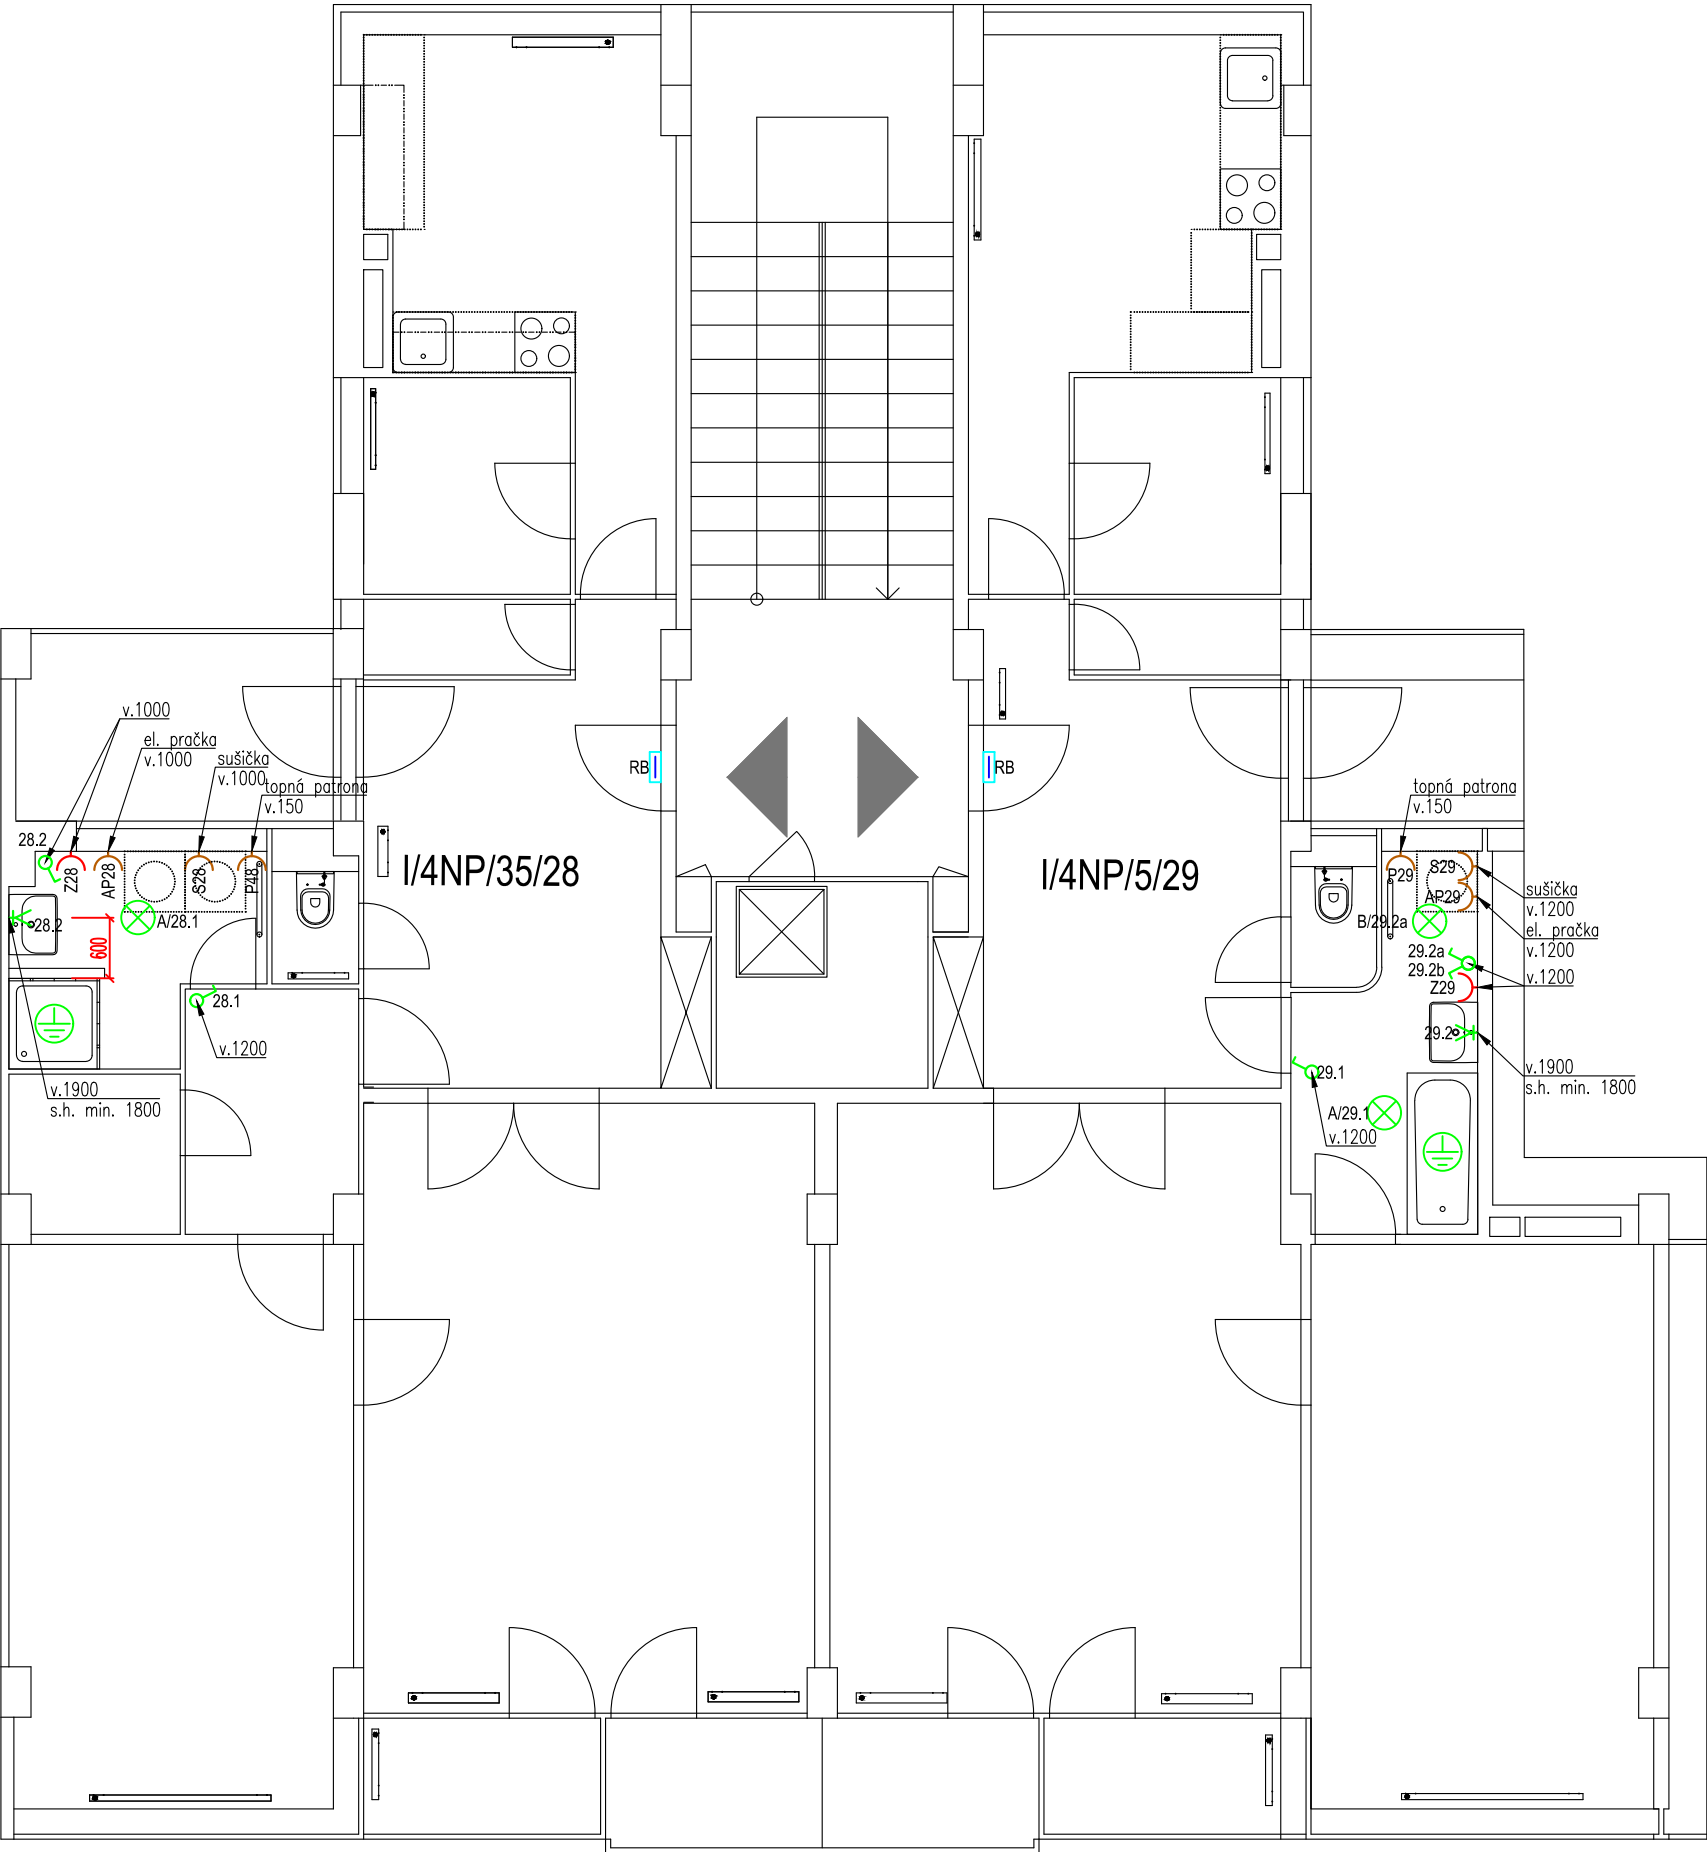 v.1000
el. pračka
v.1000
sušička
v.1000
topná patrona
v.150
28.2
Z28
AP28
S28
P48
A/28.1
28.2
600
28.1
v.1200
v.1900
s.h. min. 1800
RB
RB
I/4NP/35/28
I/4NP/5/29
topná patrona
v.150
P29
S29
AP29
sušička
v.1200
el. pračka
v.1200
B/29.2a
29.2a
29.2b
v.1200
Z29
29.2
v.1900
s.h. min. 1800
29.1
A/29.1
v.1200